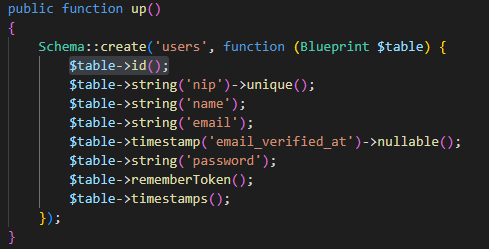 public function up()
{
    Schema::create('users', function (Blueprint $table) {
        $table->id();
        $table->string('nip')->unique();
        $table->string('name');
        $table->string('email');
        $table->timestamp('email_verified_at')->nullable();
        $table->string('password');
        $table->rememberToken();
        $table->timestamps();
    });
}